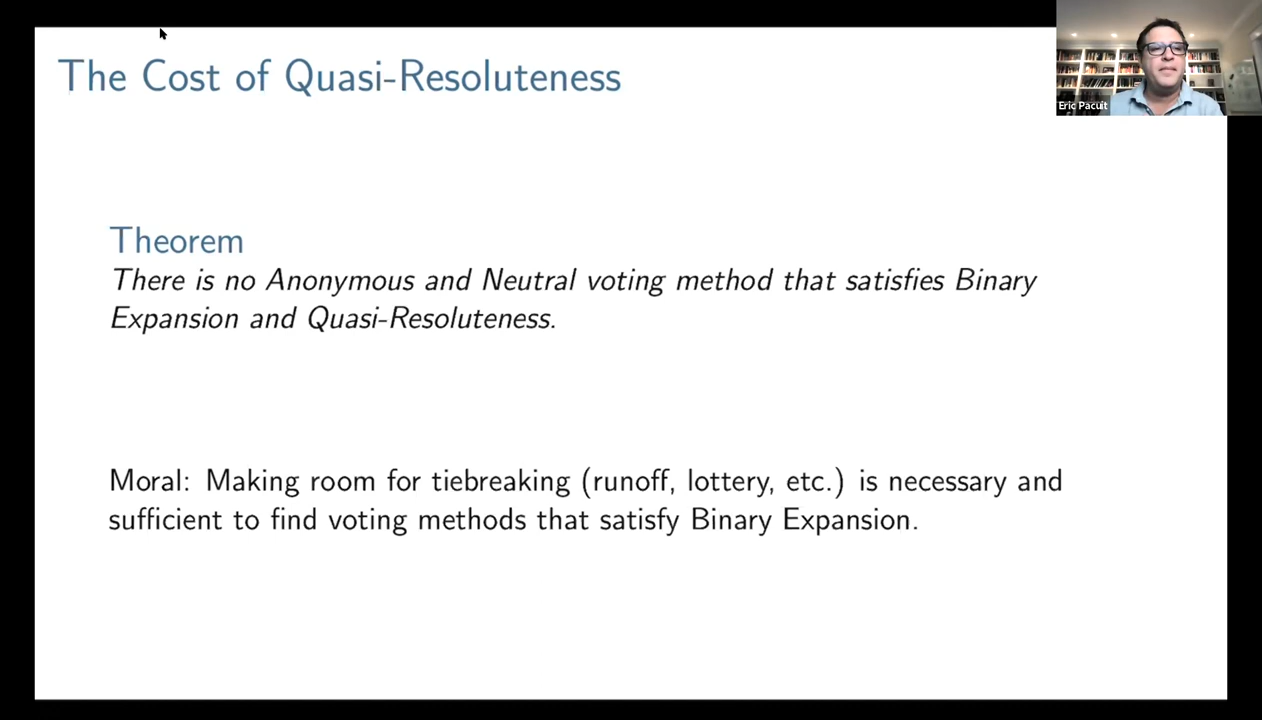 The Cost of Quasi-Resoluteness
Eric Pacuit
Theorem
There is no Anonymous and Neutral voting method that satisfies Binary
Expansion and Quasi-Resoluteness.
Moral: Making room for tiebreaking (runoff, lottery, etc.) is necessary and
sufficient to find voting methods that satisfy Binary Expansion.